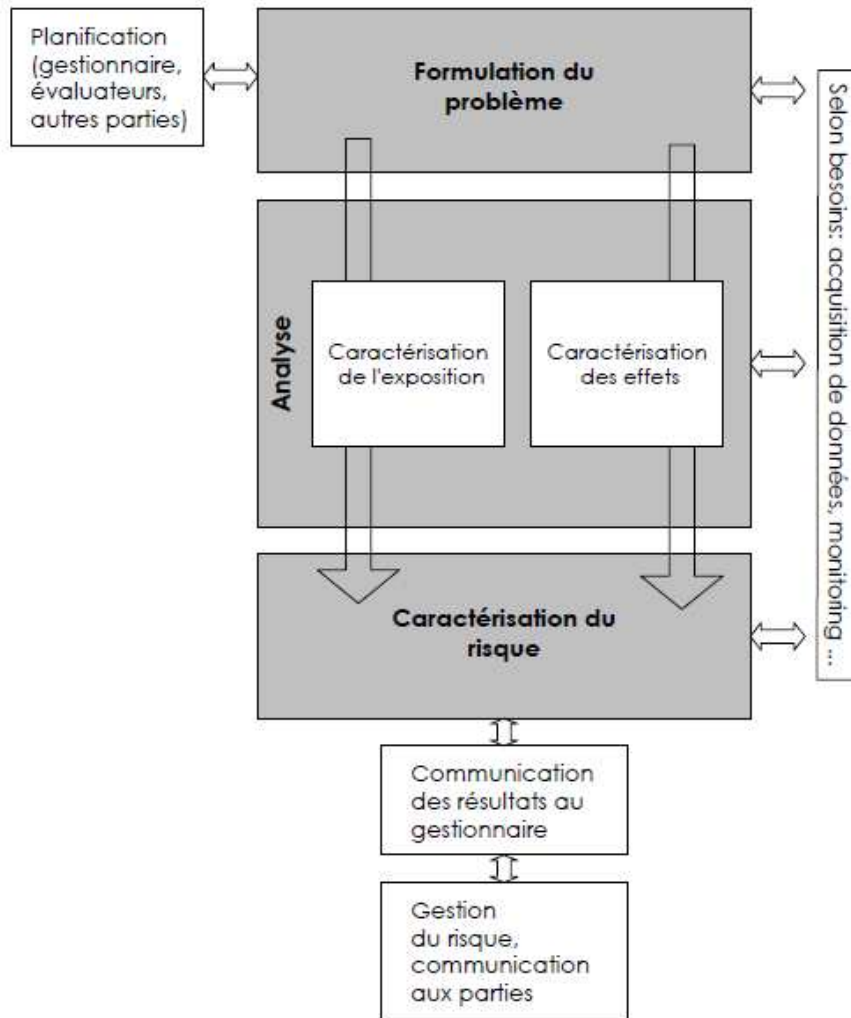 Planification
(gestionnaire,
évaluateurs,
autres parties)
Formulation du
problème
Selon besoins: acquisition de données, monitoring ...
Analyse
Caractérisation
de l'exposition
Caractérisation
des effets
Caractérisation du
risque
Communication
des résultats au
gestionnaire
Gestion
du risque,
communication
aux parties